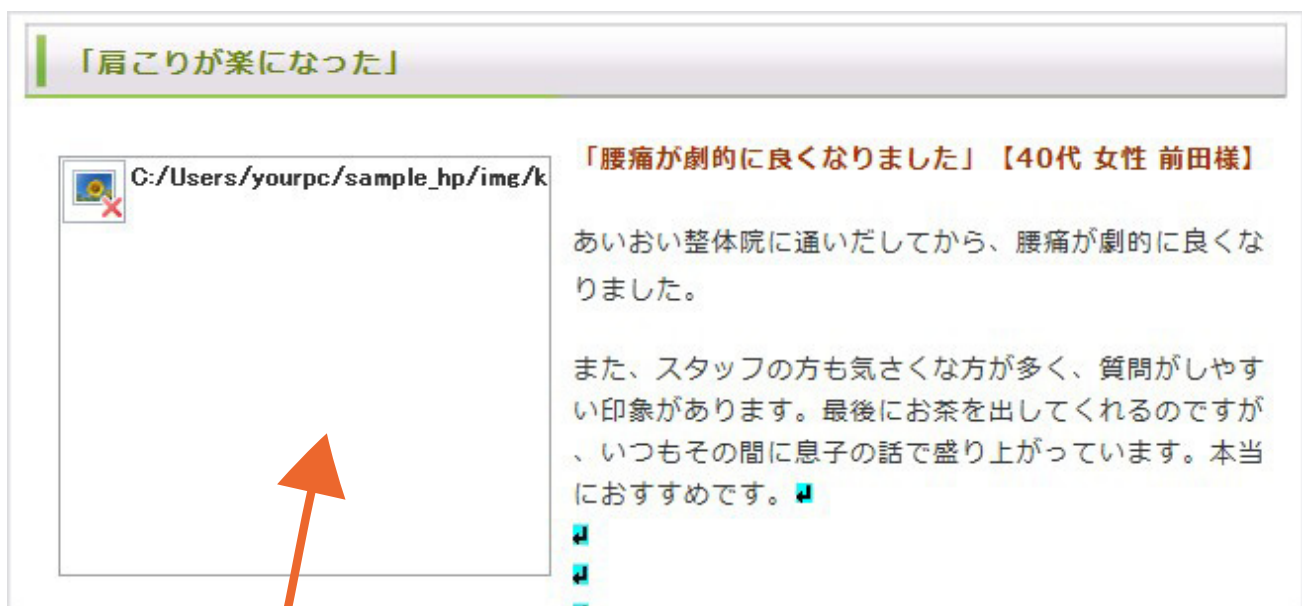 「肩こりが楽になった」
C:/Users/yourpc/sample_hp/img/k
「腰痛が劇的に良くなりました」【40代 女性 前田様】
あいおい整体院に通いだしてから、腰痛が劇的に良くな
りました。
また、スタッフの方も気さくな方が多く、質問がしやす
い印象があります。最後にお茶を出してくれるのですが
、いつもその間に息子の話で盛り上がっています。本当
におすすめです。